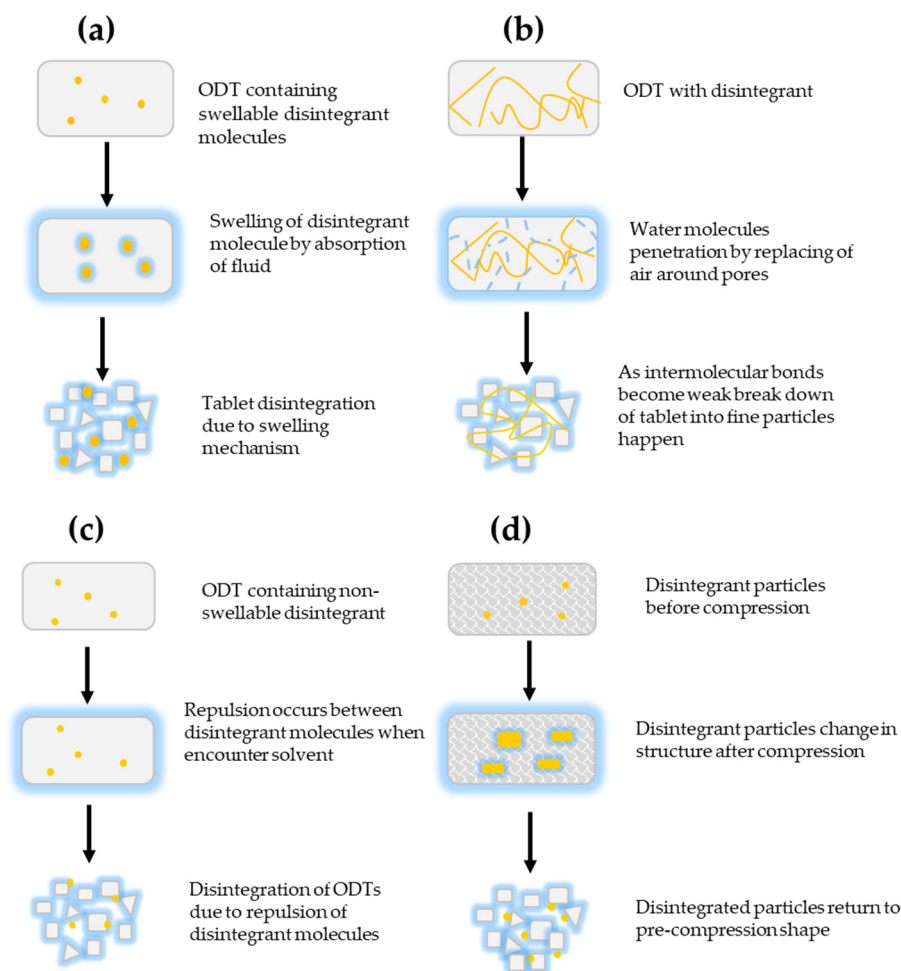 (a)
ODT containing
swellable disintegrant
molecules
Swelling of disintegrant
molecule by absorption
of fluid
Tablet disintegration
due to swelling
mechanism
(b)
ODT with disintegrant
Water molecules
penetration by replacing of
air around pores
As intermolecular bonds
become weak break down
of tablet into fine particles
happen
(c)
ODT containing non-
swellable disintegrant
Repulsion occurs between
disintegrant molecules when
encounter solvent
Disintegration of ODTs
due to repulsion of
disintegrant molecules
(d)
Disintegrant particles
before compression
Disintegrant particles change in
structure after compression
Disintegrated particles return to
pre-compression shape